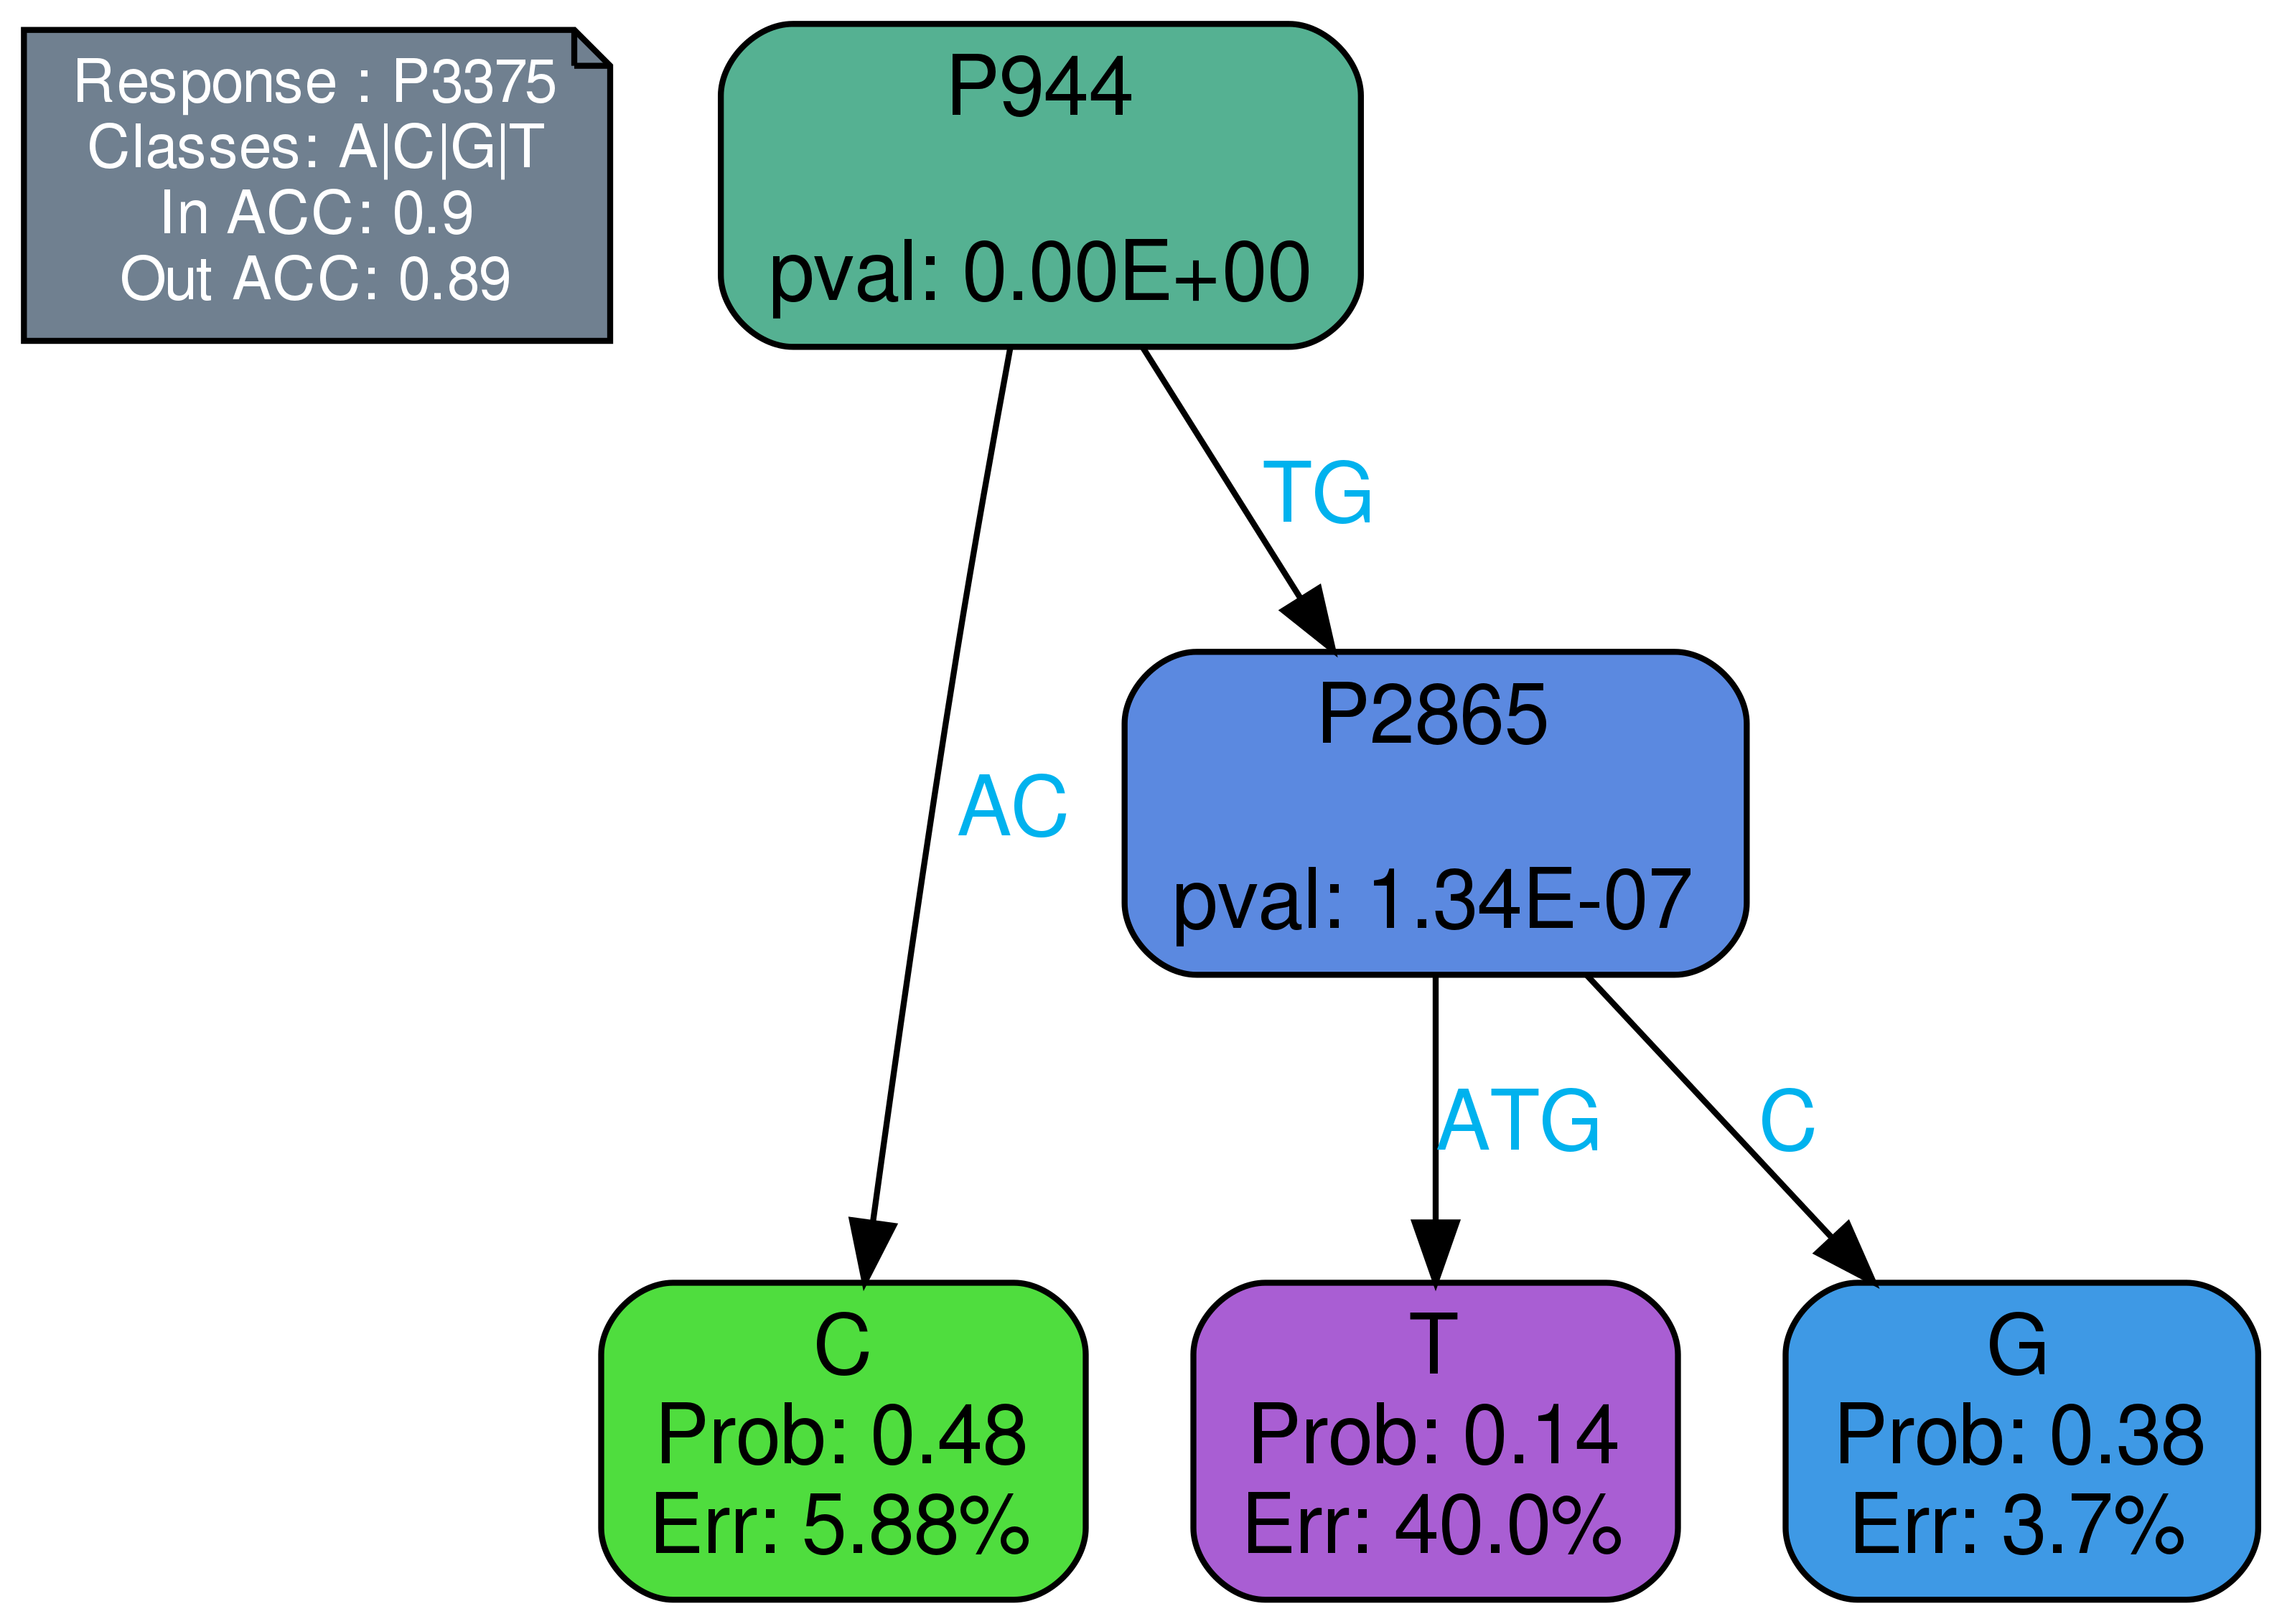 Response : P3375
Classes: A|C|G|T
In ACC: 0.9
Out ACC: 0.89
P944
pval: 0.00E+00
TG
P2865
pval: 1.34E-07
AC
ATG
C
C
Prob: 0.48
Err: 5.88%
T
Prob: 0.14
Err: 40.0%
G
Prob: 0.38
Err: 3.7%